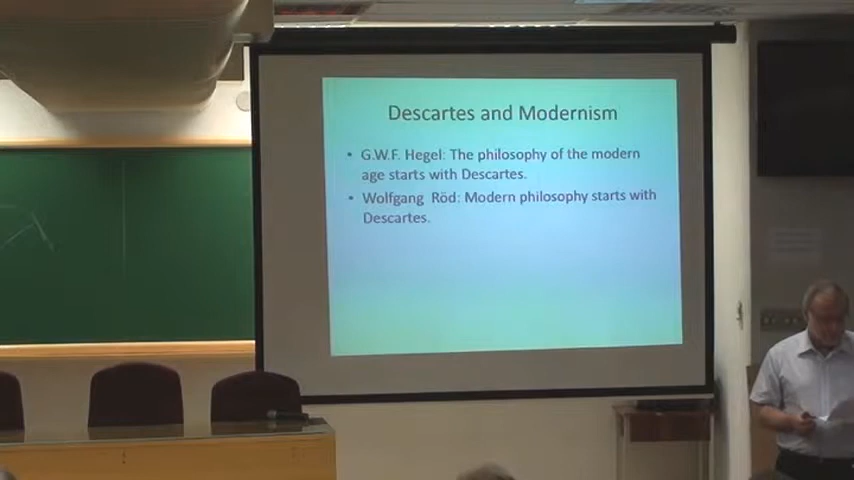 Descartes and Modernism
• G.W.F. Hegel: The philosophy of the modern
age starts with Descartes.
• Wolfgang Röd: Modern philosophy starts with
Descartes.